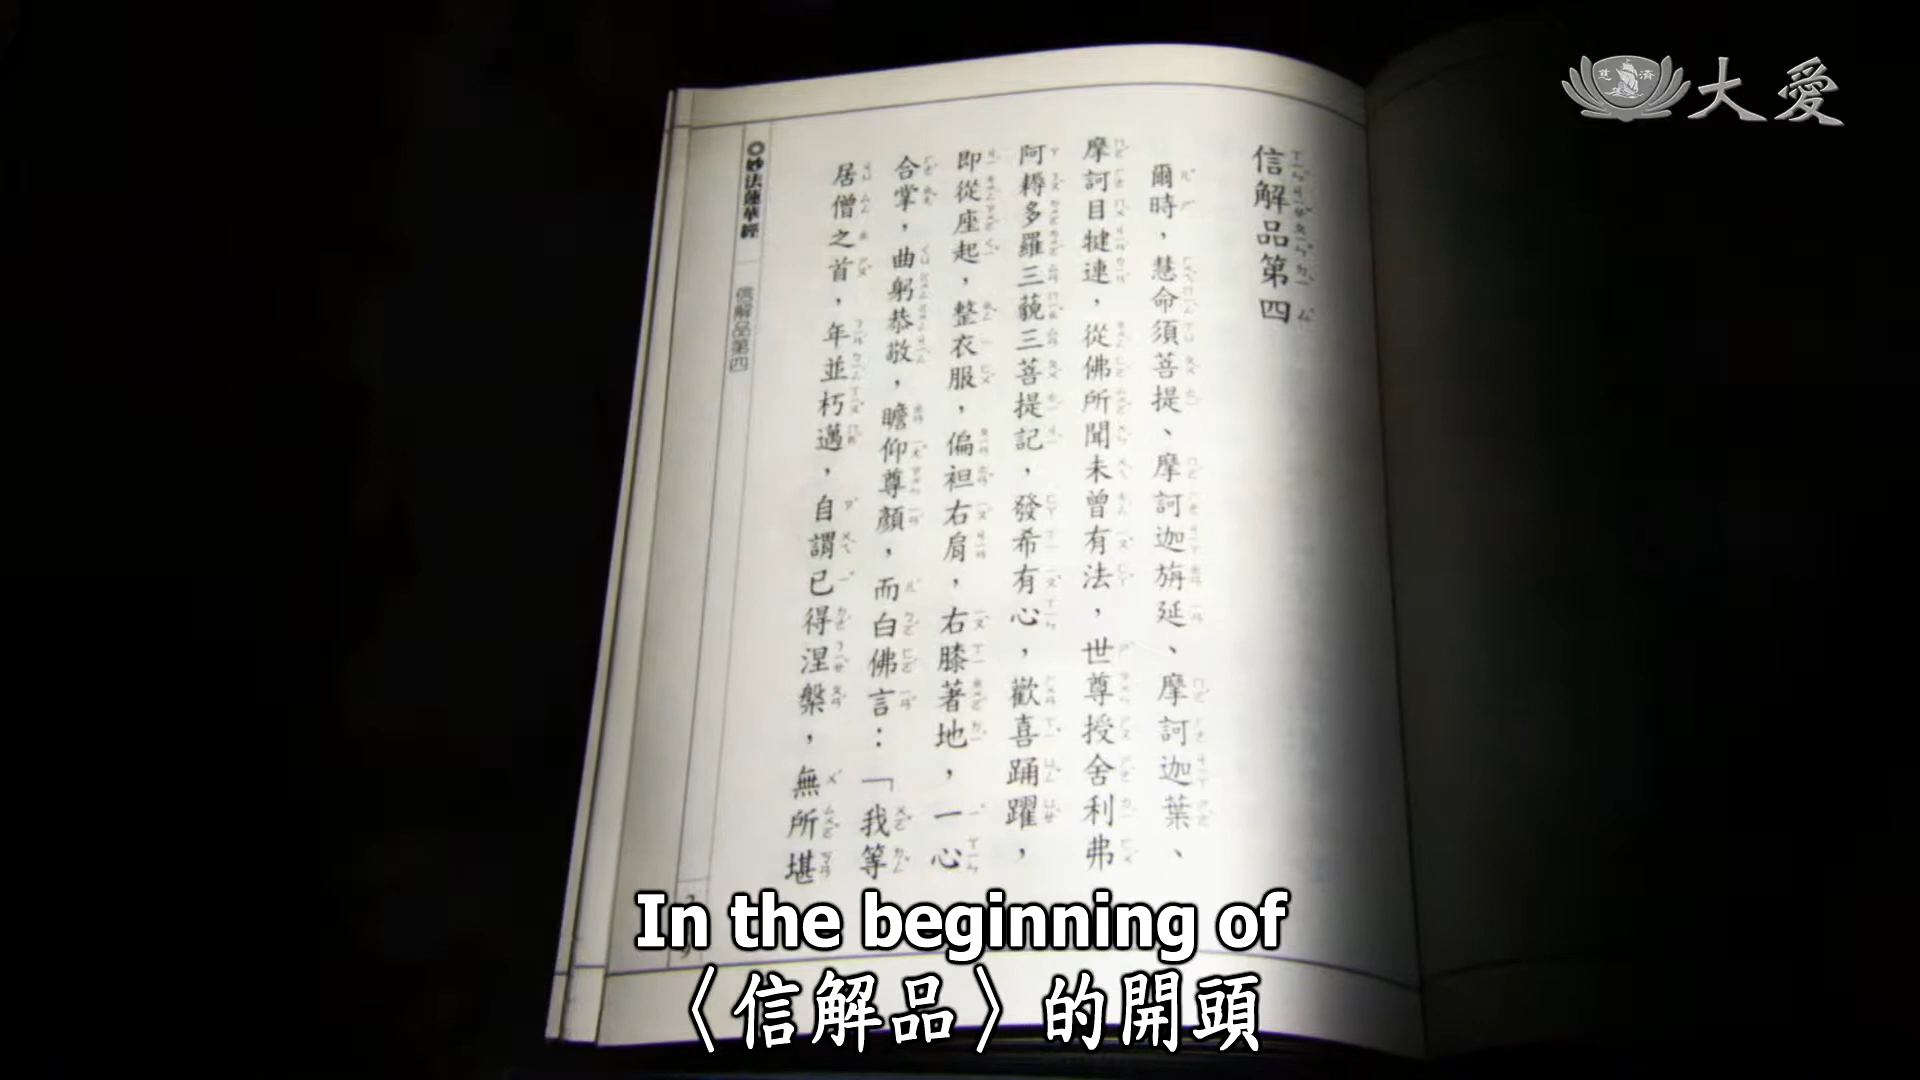 大愛
慈濟
信解品第四
爾時，慧命須菩提、摩訶迦旃延、摩訶迦葉、
摩訶目犍連，從佛所聞未曾有法，世尊授舍利弗
阿耨多羅三藐三菩提記，發希有心，歡喜踊躍，
即從座起，整衣服，偏袒右肩，右膝著地，一心
合掌，曲躬恭敬，瞻仰尊顏，而白佛言：「我等
居僧之首，年並朽邁，自謂已得涅槃，無所堪
妙法蓮華經 信解品第四
In the beginning of
〈信解品〉的開頭